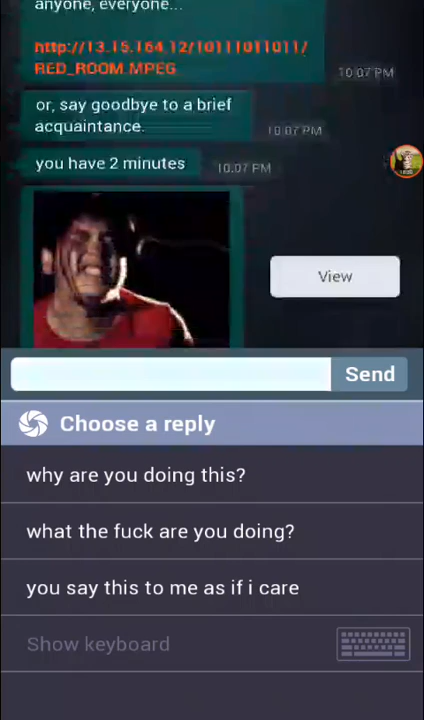 anyone, everyone...
http://13.15.164.12/10111011011/
RED_ROOM.MPEG
10:07 PM
or, say goodbye to a brief
acquaintance.
10:07 PM
you have 2 minutes
10:07 PM
View
Send
Choose a reply
why are you doing this?
what the fuck are you doing?
you say this to me as if i care
Show keyboard